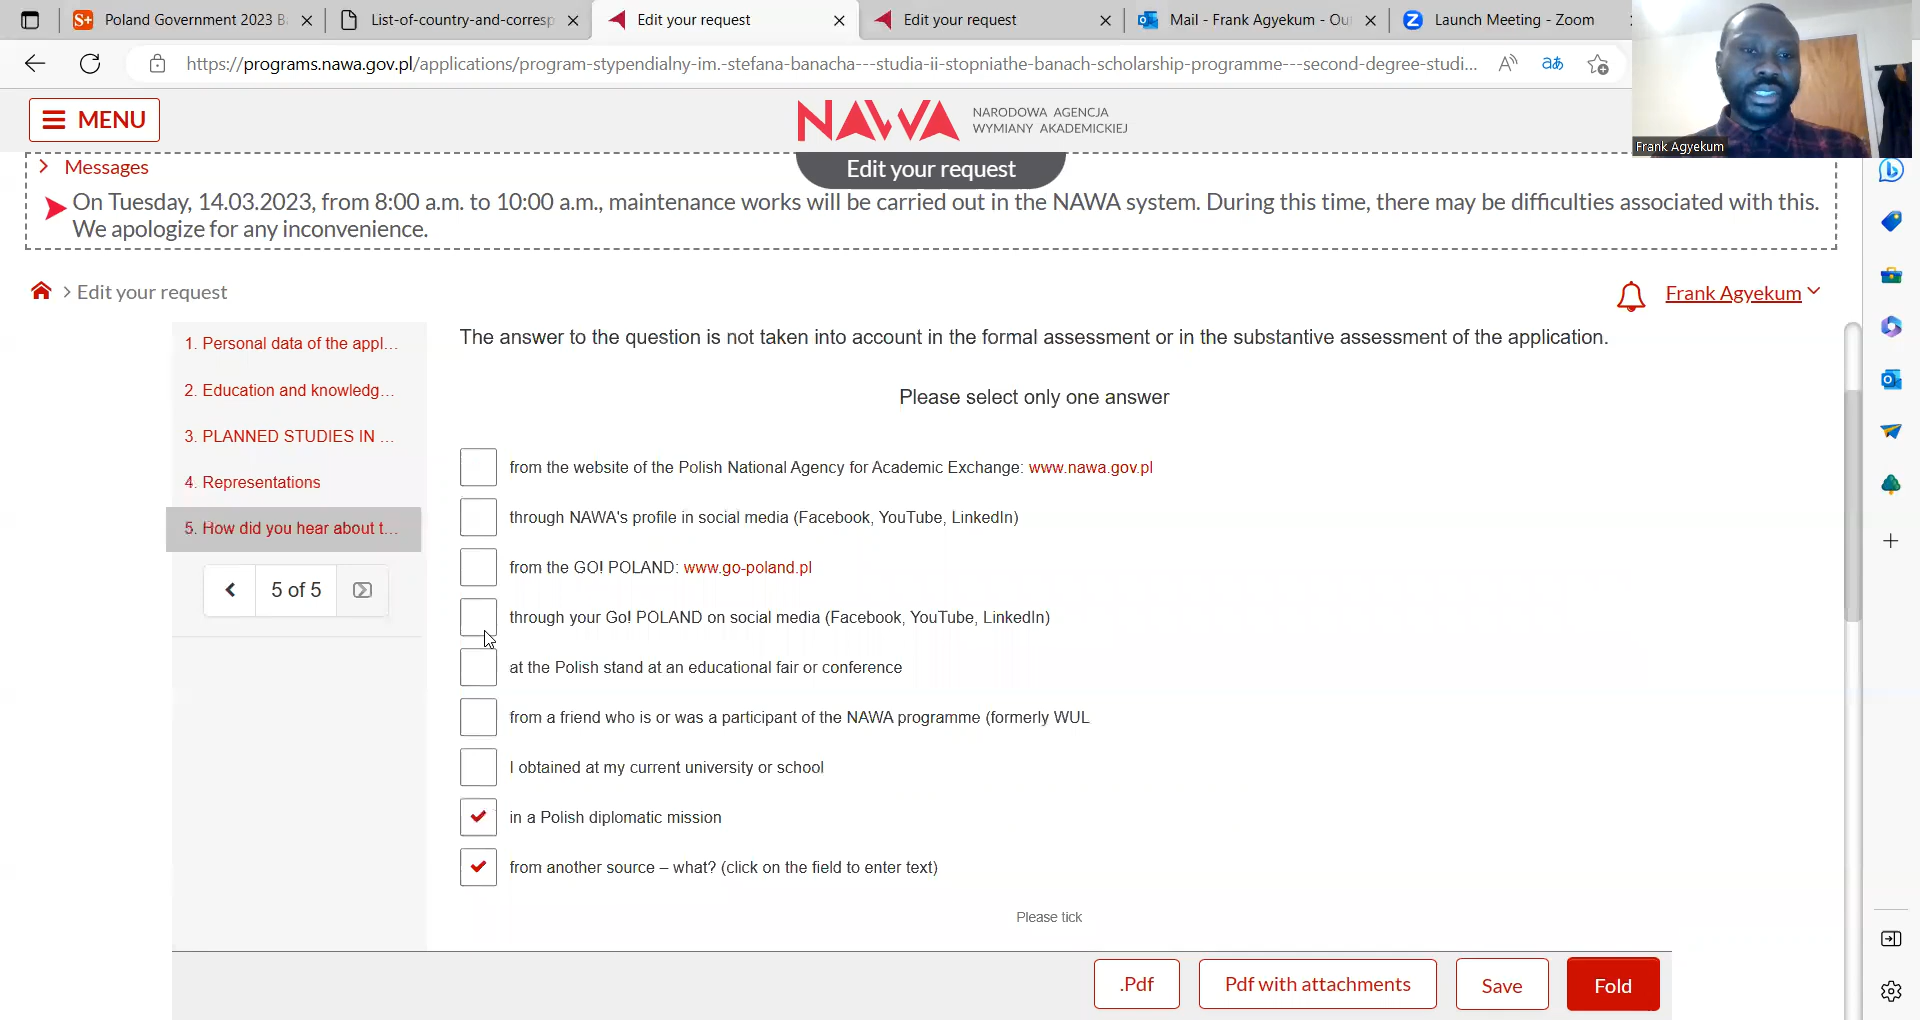 Poland Government 2023 B
List-of-country-and-corresp
Edit your request
Edit your request
Mail - Frank Agyekum - Ou
Launch Meeting - Zoom
https://programs.nawa.gov.pl/applications/program-stypendialny-im.-stefana-banacha---studia-ii-stopniathe-banach-scholarship-programme---second-degree-studi...
MENU
NAWA
NARODOWA AGENCJA
WYMIANY AKADEMICKIEJ
Frank Agyekum
Messages
Edit your request
On Tuesday, 14.03.2023, from 8:00 a.m. to 10:00 a.m., maintenance works will be carried out in the NAWA system. During this time, there may be difficulties associated with this.
We apologize for any inconvenience.
> Edit your request
Frank Agyekum
1. Personal data of the appl...
2. Education and knowledg...
3. PLANNED STUDIES IN ...
4. Representations
5. How did you hear about t...
5 of 5
The answer to the question is not taken into account in the formal assessment or in the substantive assessment of the application.
Please select only one answer
from the website of the Polish National Agency for Academic Exchange: www.nawa.gov.pl
through NAWA's profile in social media (Facebook, YouTube, LinkedIn)
from the GO! POLAND: www.go-poland.pl
through your Go! POLAND on social media (Facebook, YouTube, LinkedIn)
at the Polish stand at an educational fair or conference
from a friend who is or was a participant of the NAWA programme (formerly WUL
I obtained at my current university or school
in a Polish diplomatic mission
from another source – what? (click on the field to enter text)
Please tick
.Pdf
Pdf with attachments
Save
Fold